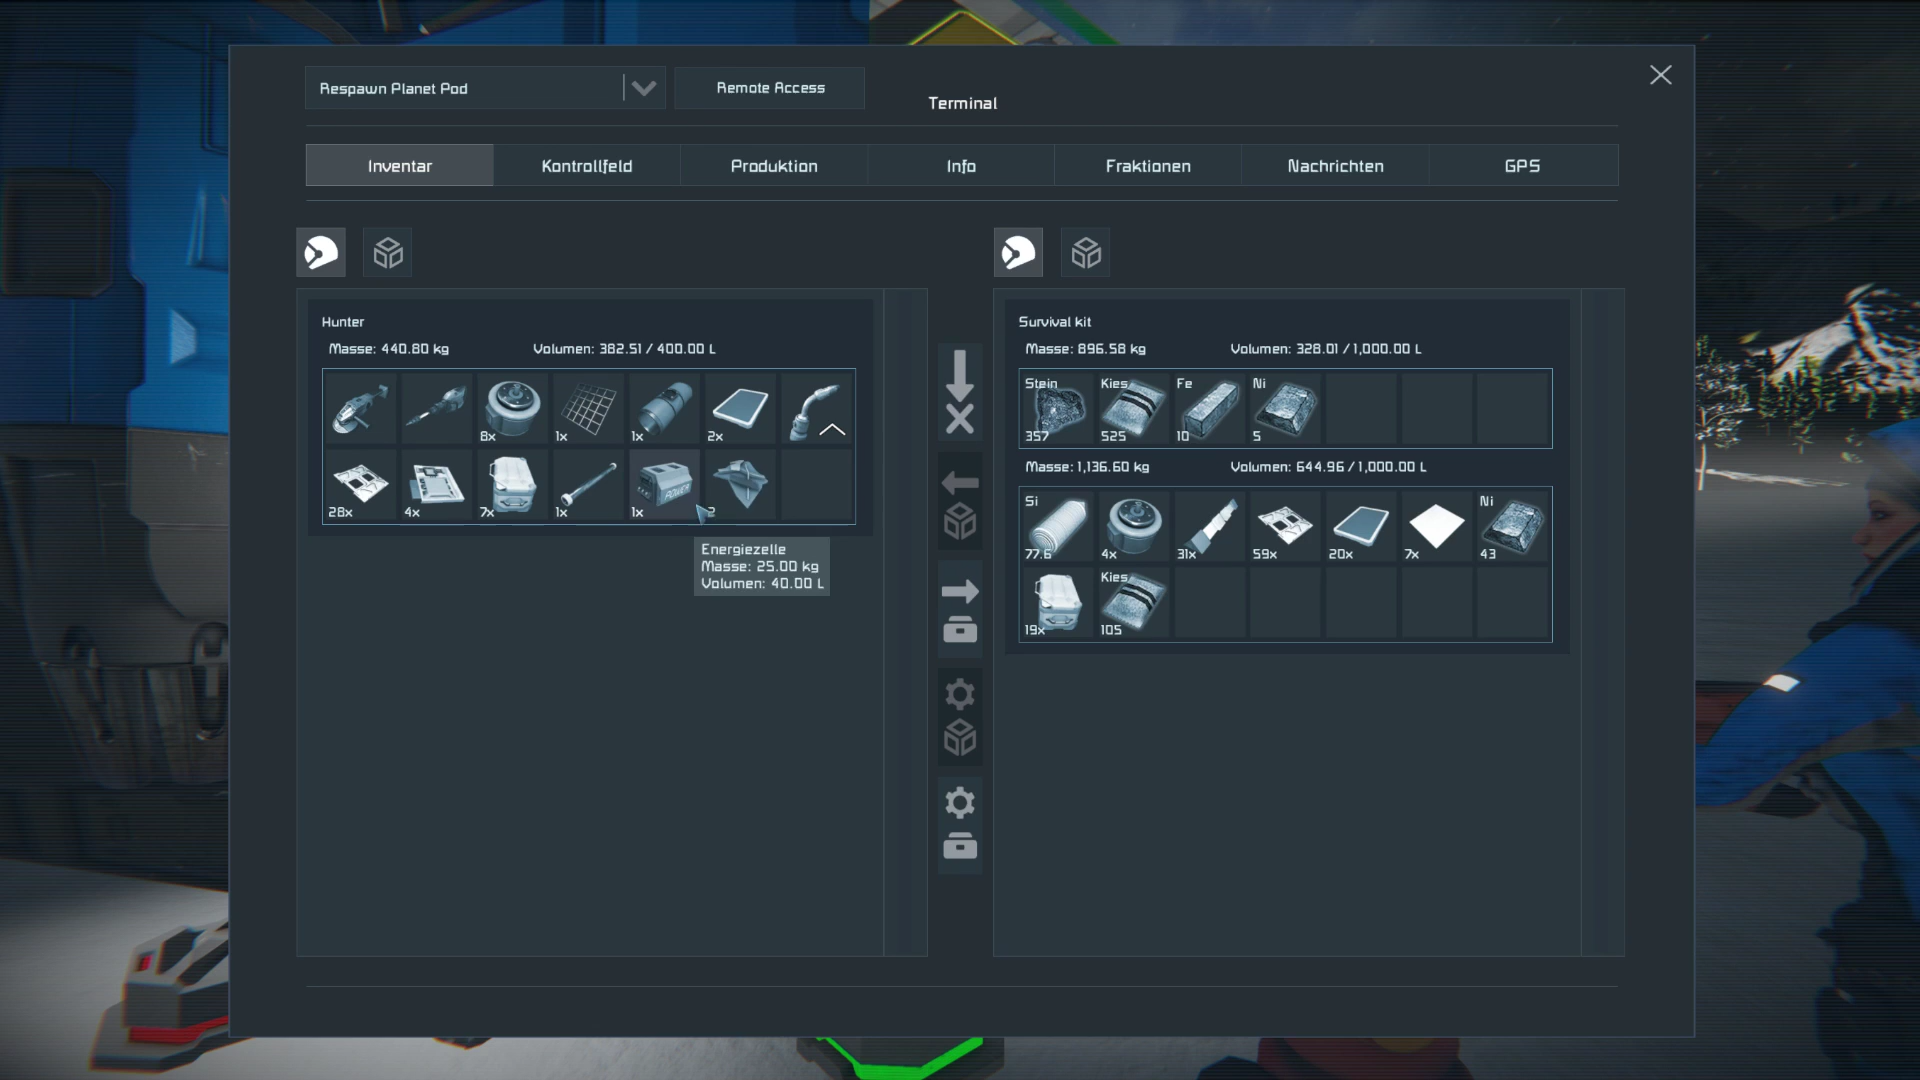 Respawn Planet Pod
Remote Access
Terminal
Inventar
Kontrollfeld
Produktion
Info
Fraktionen
Nachrichten
GPS
Hunter
Masse: 440.80 kg
Volumen: 382.51 / 400.00 L
8x
1x
1x
2x
28x
4x
7x
1x
POWER
1x
2
Energiezelle
Masse: 25.00 kg
Volumen: 40.00 L
Survival kit
Masse: 896.58 kg
Volumen: 328.01 / 1,000.00 L
Stein
Kies
Fe
Ni
357
525
10
5
Masse: 1,136.60 kg
Volumen: 644.96 / 1,000.00 L
Si
Ni
77.6
4x
31x
59x
20x
7x
43
Kies
19x
105